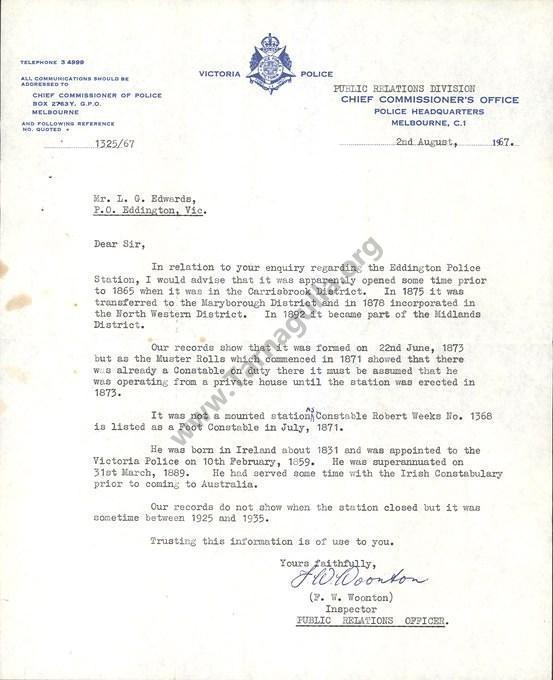 TELEPHONE 3 4999
ALL COMMUNICATIONS SHOULD BE
ADDRESSED TO
CHIEF COMMISSIONER OF POLICE
BOX 2763Y. G.P.O.
MELBOURNE
AND FOLLOWING REFERENCE
NO. QUOTED
1325/67
VICTORIA POLICE
PUBLIC RELATIONS DIVISION
CHIEF COMMISSIONER'S OFFICE
POLICE HEADQUARTERS
MELBOURNE, C.1
2nd August, 1967.
Mr. L. G. Edwards,
P.O. Eddington, Vic.
Dear Sir,
In relation to your enquiry regarding the Eddington Police
Station, I would advise that it was apparently opened some time prior
to 1865 when it was in the Carrisbrook District. In 1875 it was
transferred to the Maryborough District and in 1878 incorporated in
the North Western District. In 1892 it became part of the Midlands
District.
Our records show that it was formed on 22nd June, 1873
but as the Muster Rolls which commenced in 1871 showed that there
was already a Constable on duty there it must be assumed that he
was operating from a private house until the station was erected in
1873.
It was not a mounted station as Constable Robert Weeks No. 1368
is listed as a Foot Constable in July, 1871.
He was born in Ireland about 1831 and was appointed to the
Victoria Police on 10th February, 1859. He was superannuated on
31st March, 1889. He had served some time with the Irish Constabulary
prior to coming to Australia.
Our records do not show when the station closed but it was
sometime between 1925 and 1935.
Trusting this information is of use to you.
Yours faithfully,
F W Woonton
(F. W. Woonton)
Inspector
PUBLIC RELATIONS OFFICER.
www.Tarnagulla.org